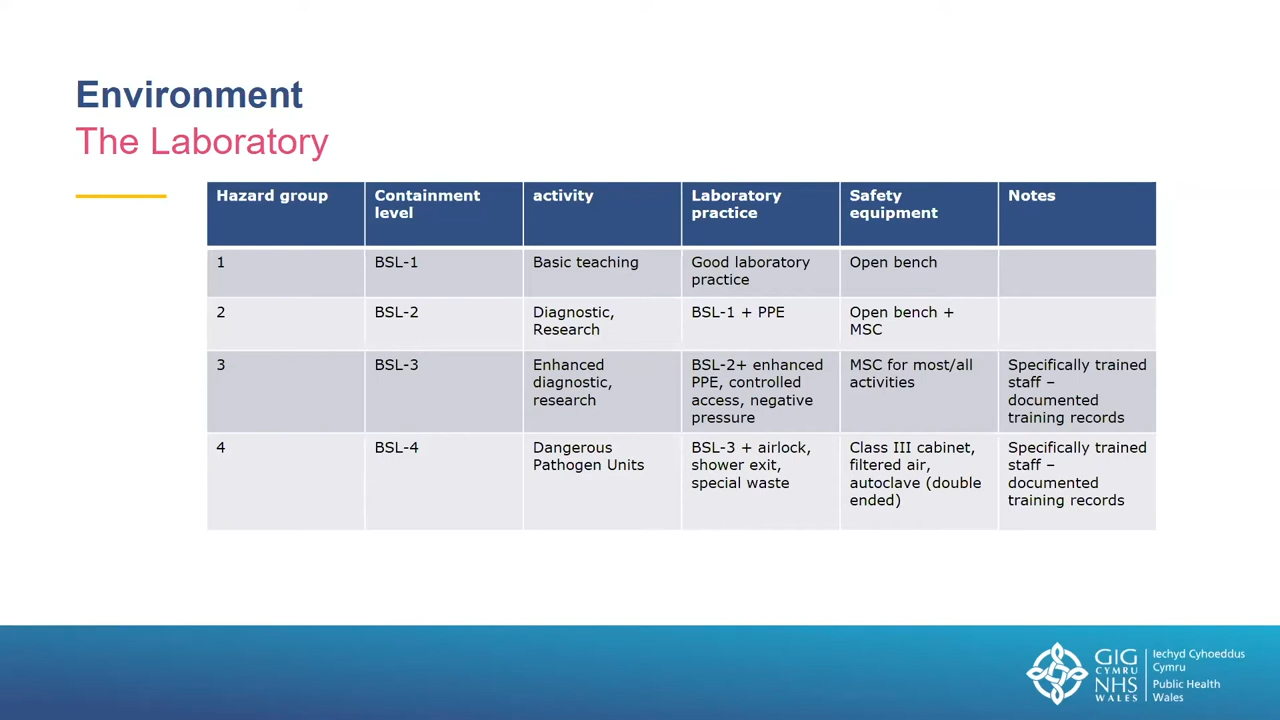 Environment
The Laboratory
Hazard group
Containment
level
activity
Laboratory
practice
Safety
equipment
Notes
1
BSL-1
Basic teaching
Good laboratory
practice
Open bench
2
BSL-2
Diagnostic,
Research
BSL-1 + PPE
Open bench +
MSC
3
BSL-3
Enhanced
diagnostic,
research
BSL-2+ enhanced
PPE, controlled
access, negative
pressure
MSC for most/all
activities
Specifically trained
staff –
documented
training records
4
BSL-4
Dangerous
Pathogen Units
BSL-3 + airlock,
shower exit,
special waste
Class III cabinet,
filtered air,
autoclave (double
ended)
Specifically trained
staff –
documented
training records
GIG
CYMRU
NHS
WALES
Iechyd Cyhoeddus
Cymru
Public Health
Wales